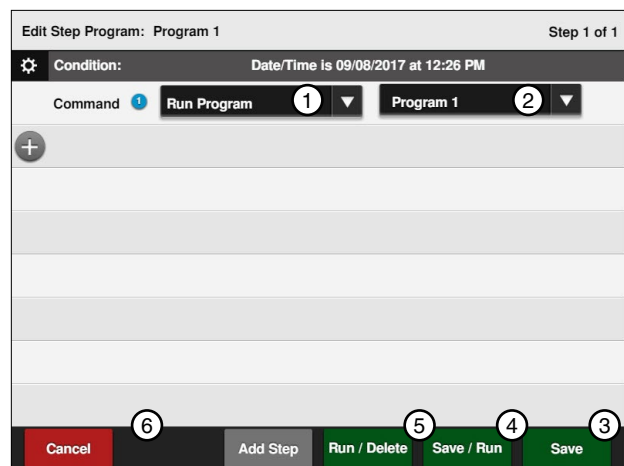 Edit Step Program: Program 1 Step 1 of 1
Condition: Date/Time is 09/08/2017 at 12:26 PM
Command 1 Run Program 1 Program 1 2
6 5 4 3
Cancel Add Step Run / Delete Save / Run Save